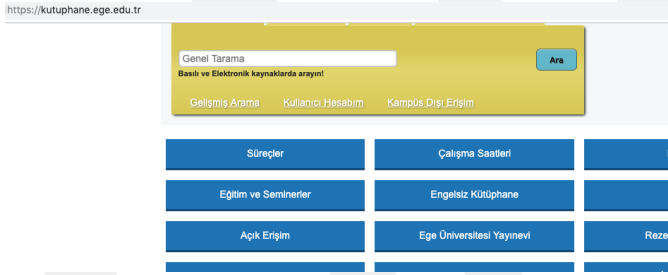 https://kutuphane.ege.edu.tr
Genel Tarama
Ara
Basılı ve Elektronik kaynaklarda arayın!
Gelişmiş Arama Kullanıcı Hesabım Kampüs Dışı Erişim
Süreçler Çalışma Saatleri
Eğitim ve Seminerler Engelsiz Kütüphane
Açık Erişim Ege Üniversitesi Yayınevi